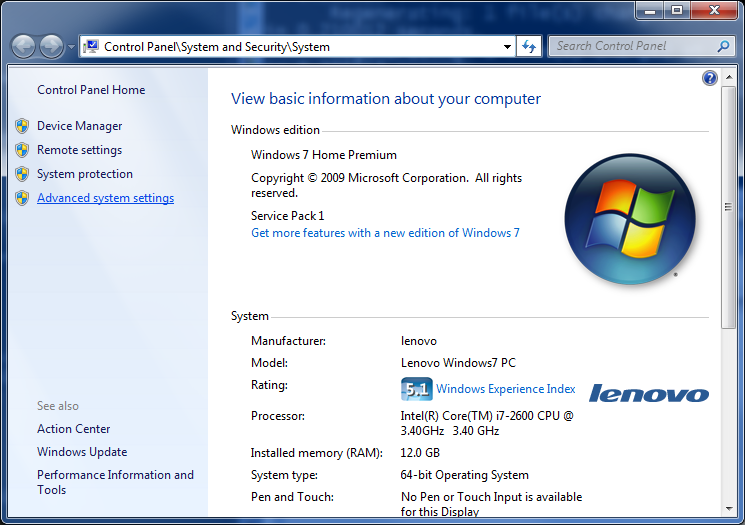 Regenerating: 1 file(s)
Control Panel\System and Security\System
Search Control Panel
Control Panel Home
Device Manager
Remote settings
System protection
Advanced system settings
See also
Action Center
Windows Update
Performance Information and
Tools
View basic information about your computer
Windows edition
Windows 7 Home Premium
Copyright © 2009 Microsoft Corporation.  All rights
reserved.
Service Pack 1
Get more features with a new edition of Windows 7
System
Manufacturer:
lenovo
Model:
Lenovo Windows7 PC
Rating:
5,1 Windows Experience Index
lenovo
Processor:
Intel(R) Core(TM) i7-2600 CPU @
3.40GHz   3.40 GHz
Installed memory (RAM):
12.0 GB
System type:
64-bit Operating System
Pen and Touch:
No Pen or Touch Input is available
for this Display